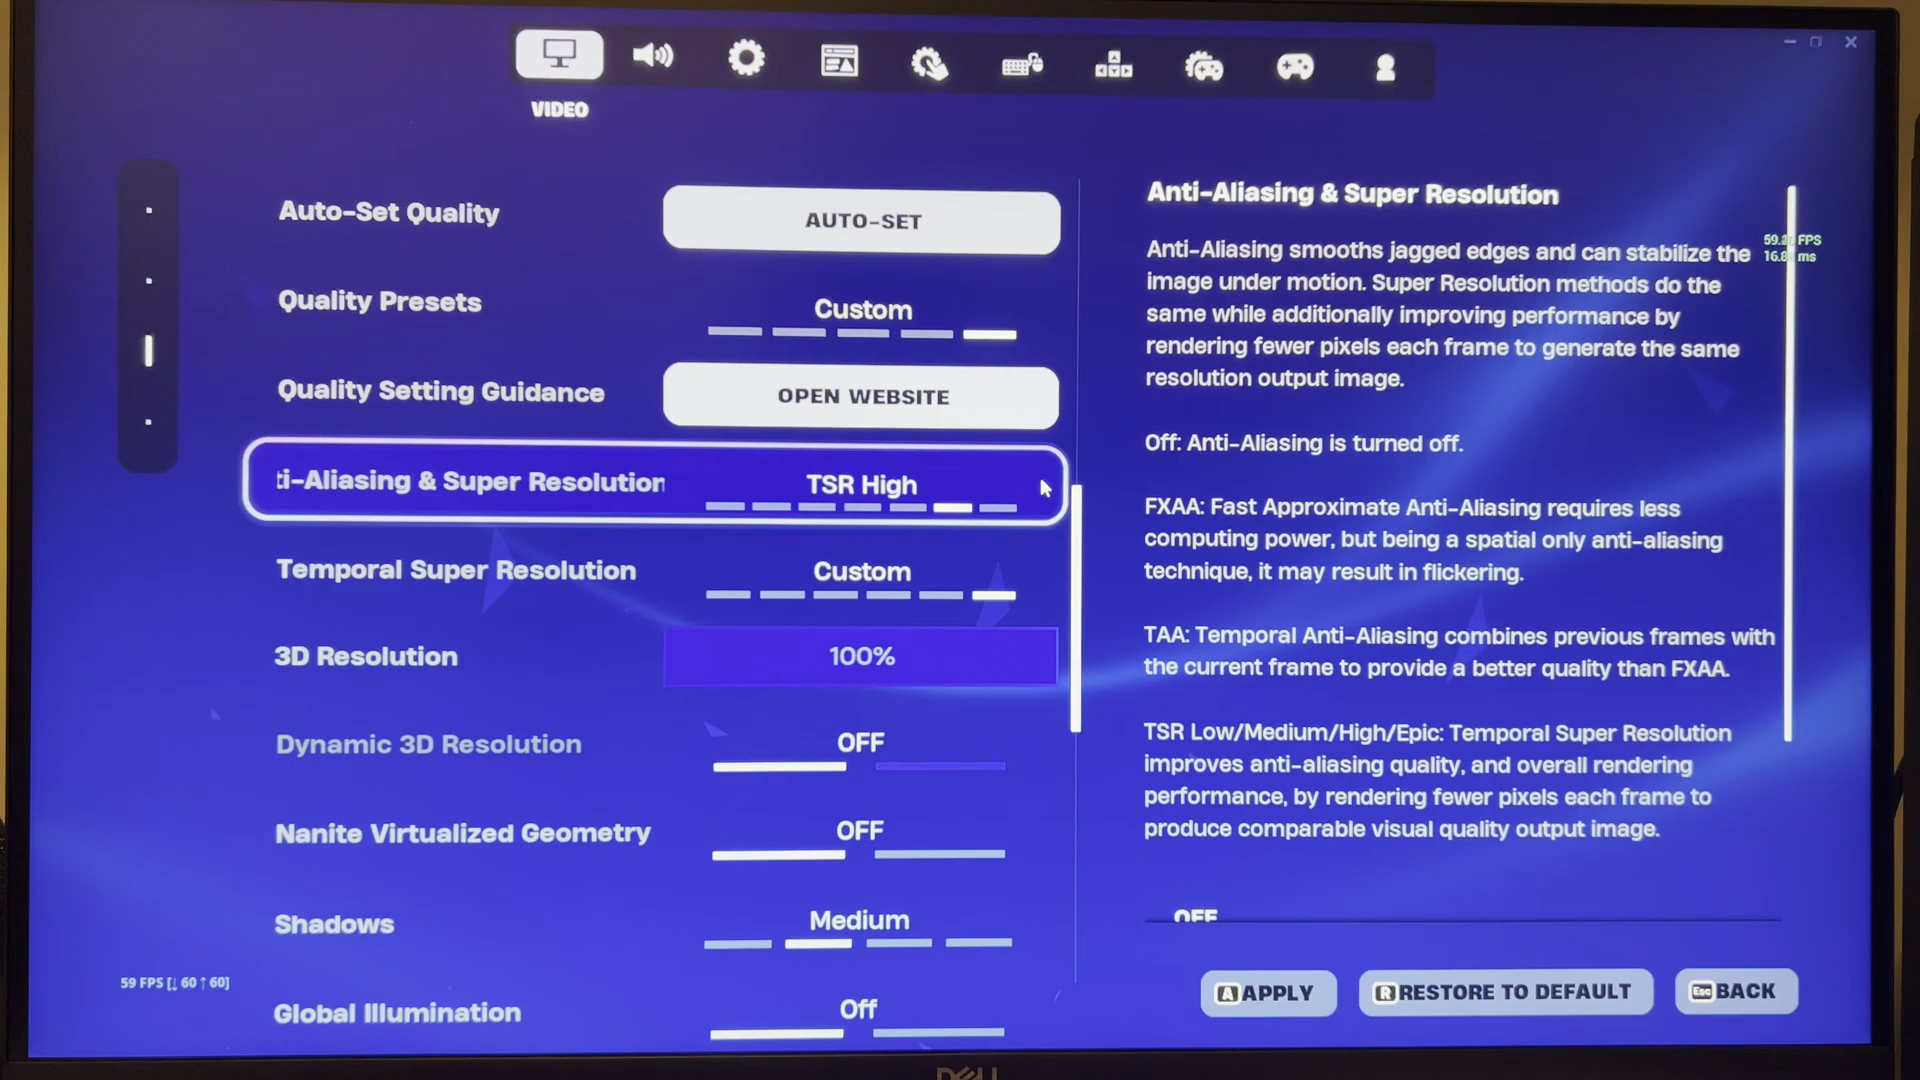 VIDEO
Auto-Set Quality
AUTO-SET
Quality Presets
Custom
Quality Setting Guidance
OPEN WEBSITE
ti-Aliasing & Super Resolution
TSR High
Temporal Super Resolution
Custom
3D Resolution
100%
Dynamic 3D Resolution
OFF
Nanite Virtualized Geometry
OFF
Shadows
Medium
Global Illumination
Off
59 FPS [↓ 60 ↑ 60]
Anti-Aliasing & Super Resolution
Anti-Aliasing smooths jagged edges and can stabilize the
image under motion. Super Resolution methods do the
same while additionally improving performance by
rendering fewer pixels each frame to generate the same
resolution output image.
Off: Anti-Aliasing is turned off.
FXAA: Fast Approximate Anti-Aliasing requires less
computing power, but being a spatial only anti-aliasing
technique, it may result in flickering.
TAA: Temporal Anti-Aliasing combines previous frames with
the current frame to provide a better quality than FXAA.
TSR Low/Medium/High/Epic: Temporal Super Resolution
improves anti-aliasing quality, and overall rendering
performance, by rendering fewer pixels each frame to
produce comparable visual quality output image.
OFF
FPS
ms
A APPLY
R RESTORE TO DEFAULT
Esc BACK
DELL